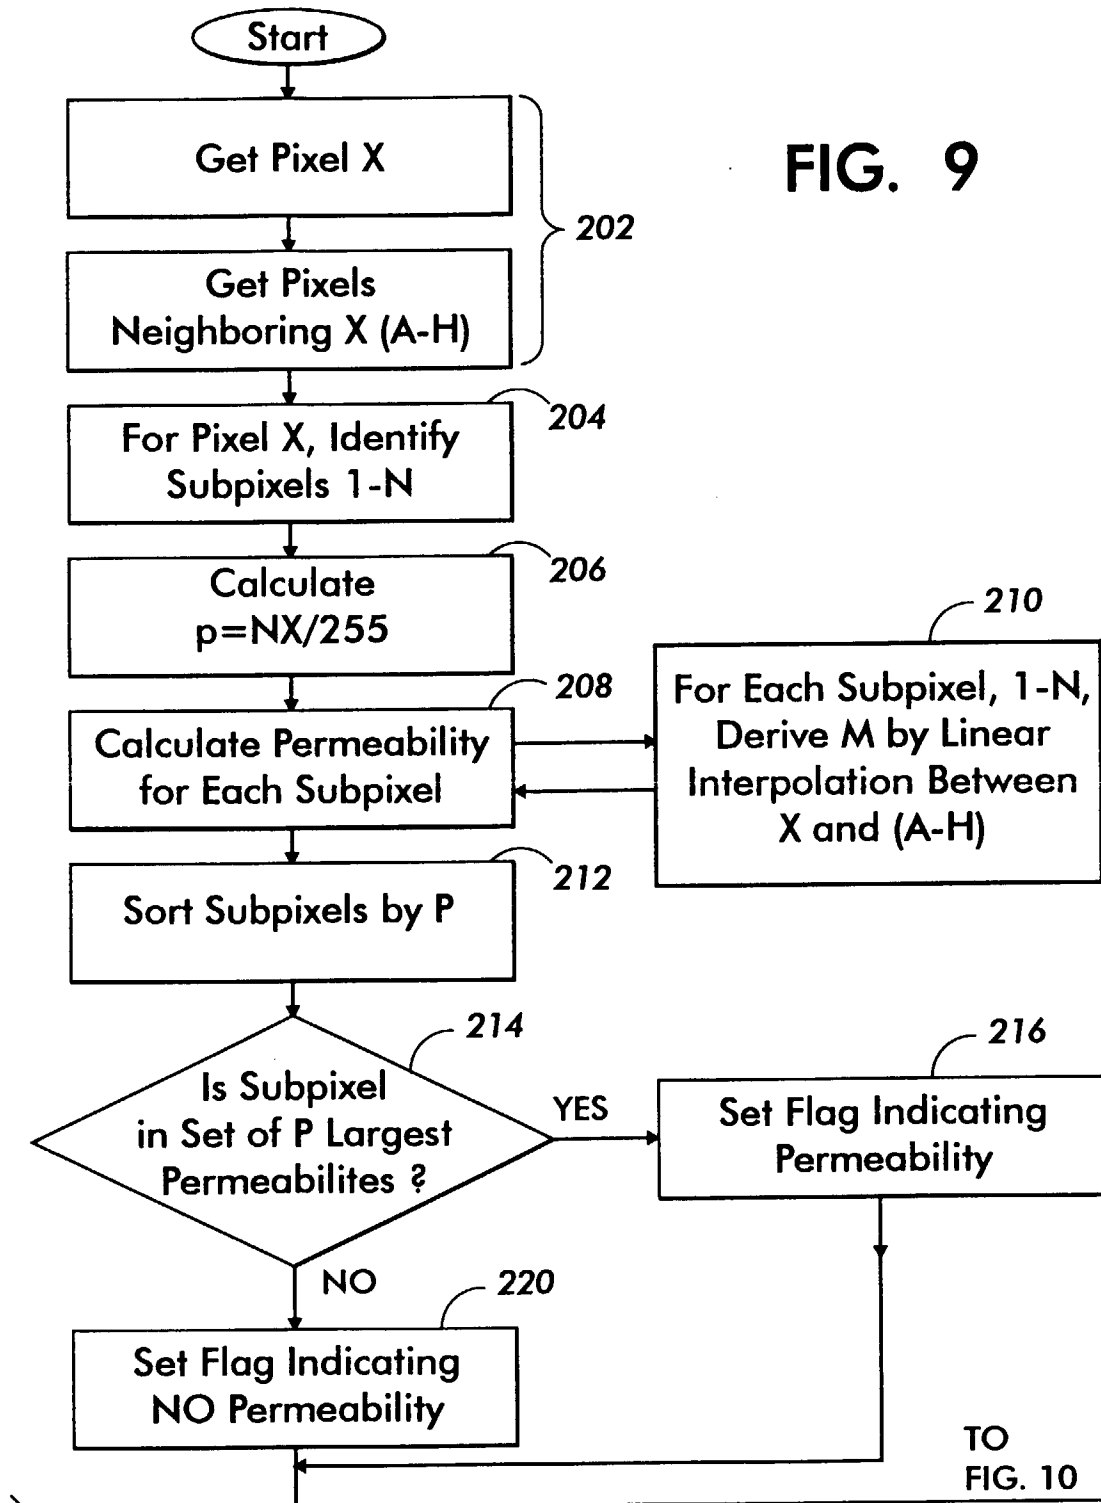 Start
FIG. 9
Get Pixel X
202
Get Pixels
Neighboring X (A-H)
204
For Pixel X, Identify
Subpixels 1-N
206
Calculate
p=NX/255
210
208
For Each Subpixel, 1-N,
Derive M by Linear
Interpolation Between
X and (A-H)
Calculate Permeability
for Each Subpixel
212
Sort Subpixels by P
214
216
Is Subpixel
in Set of P Largest
Permeabilites ?
YES
Set Flag Indicating
Permeability
NO
220
Set Flag Indicating
NO Permeability
TO
FIG. 10